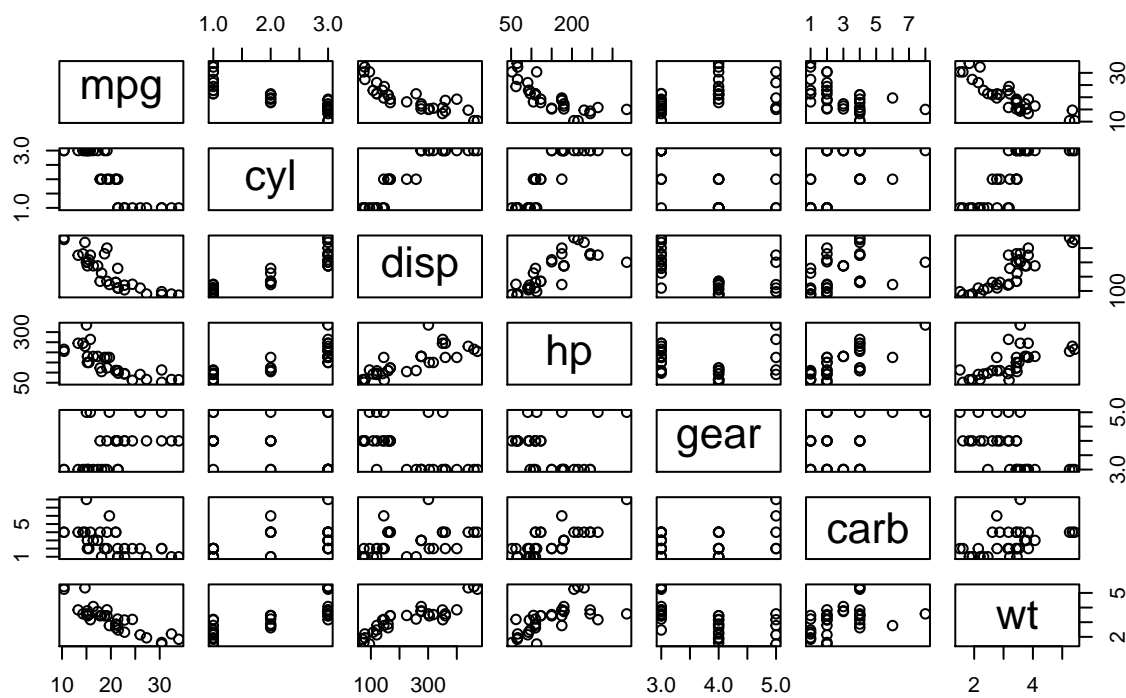 1.0 2.0 3.0 50 200 1 3 5 7
mpg 10 30
1.0 3.0 cyl
disp 100
50 300 hp
gear 3.0 5.0
1 5 carb
wt 2 5
10 20 30 100 300 3.0 4.0 5.0 2 4